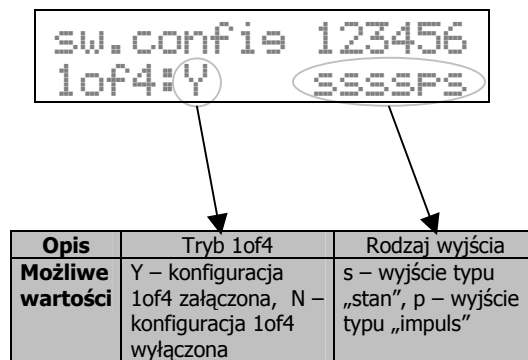 sw.config 123456
1of4:Y ssssps
Opis Tryb 1of4 Rodzaj wyjścia
Możliwe Y – konfiguracja s – wyjście typu
wartości 1of4 załączona, N – „stan”, p – wyjście
konfiguracja 1of4 typu „impuls”
wyłączona